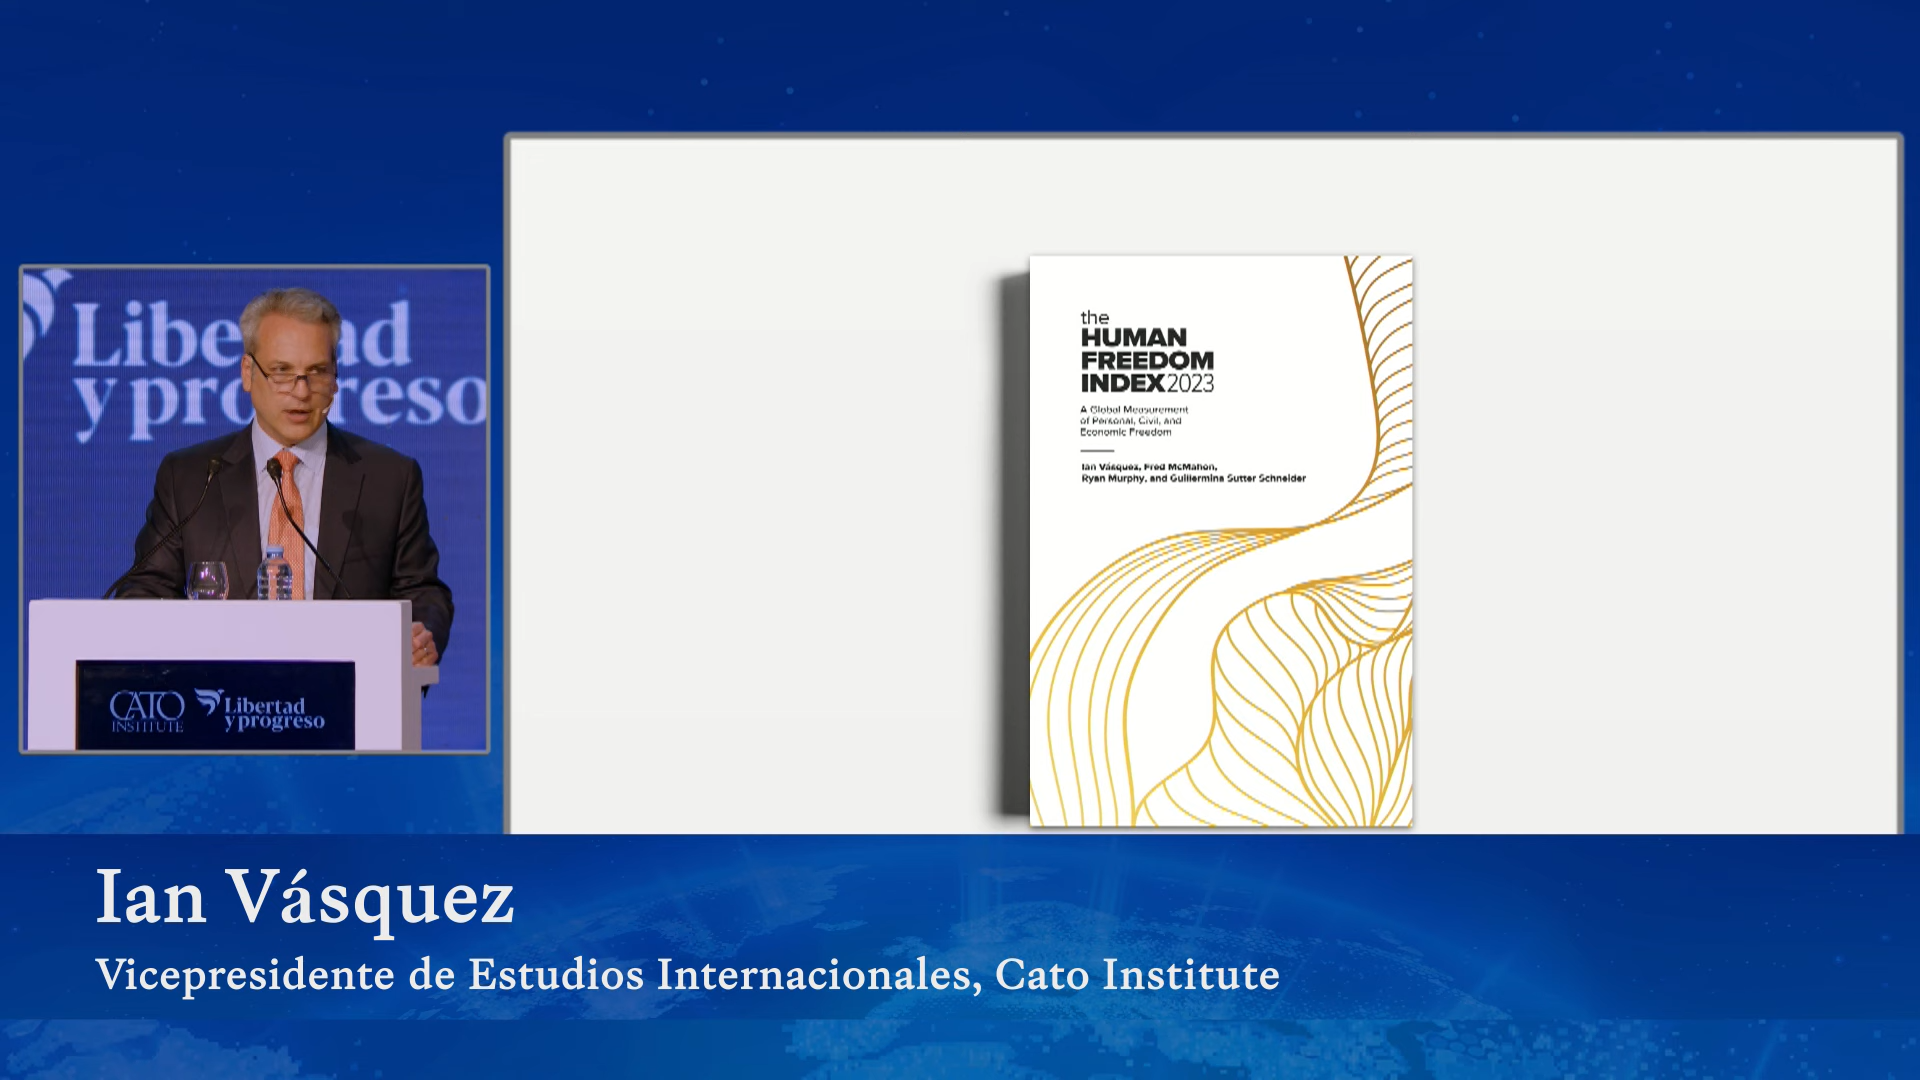 Libertad
y progreso
CATO
INSTITUTE
Libertad
y progreso
the
HUMAN
FREEDOM
INDEX2023
A Global Measurement
of Personal, Civil, and
Economic Freedom
Ian Vásquez, Fred McMahon,
Ryan Murphy, and Guillermina Sutter Schneider
Ian Vásquez
Vicepresidente de Estudios Internacionales, Cato Institute